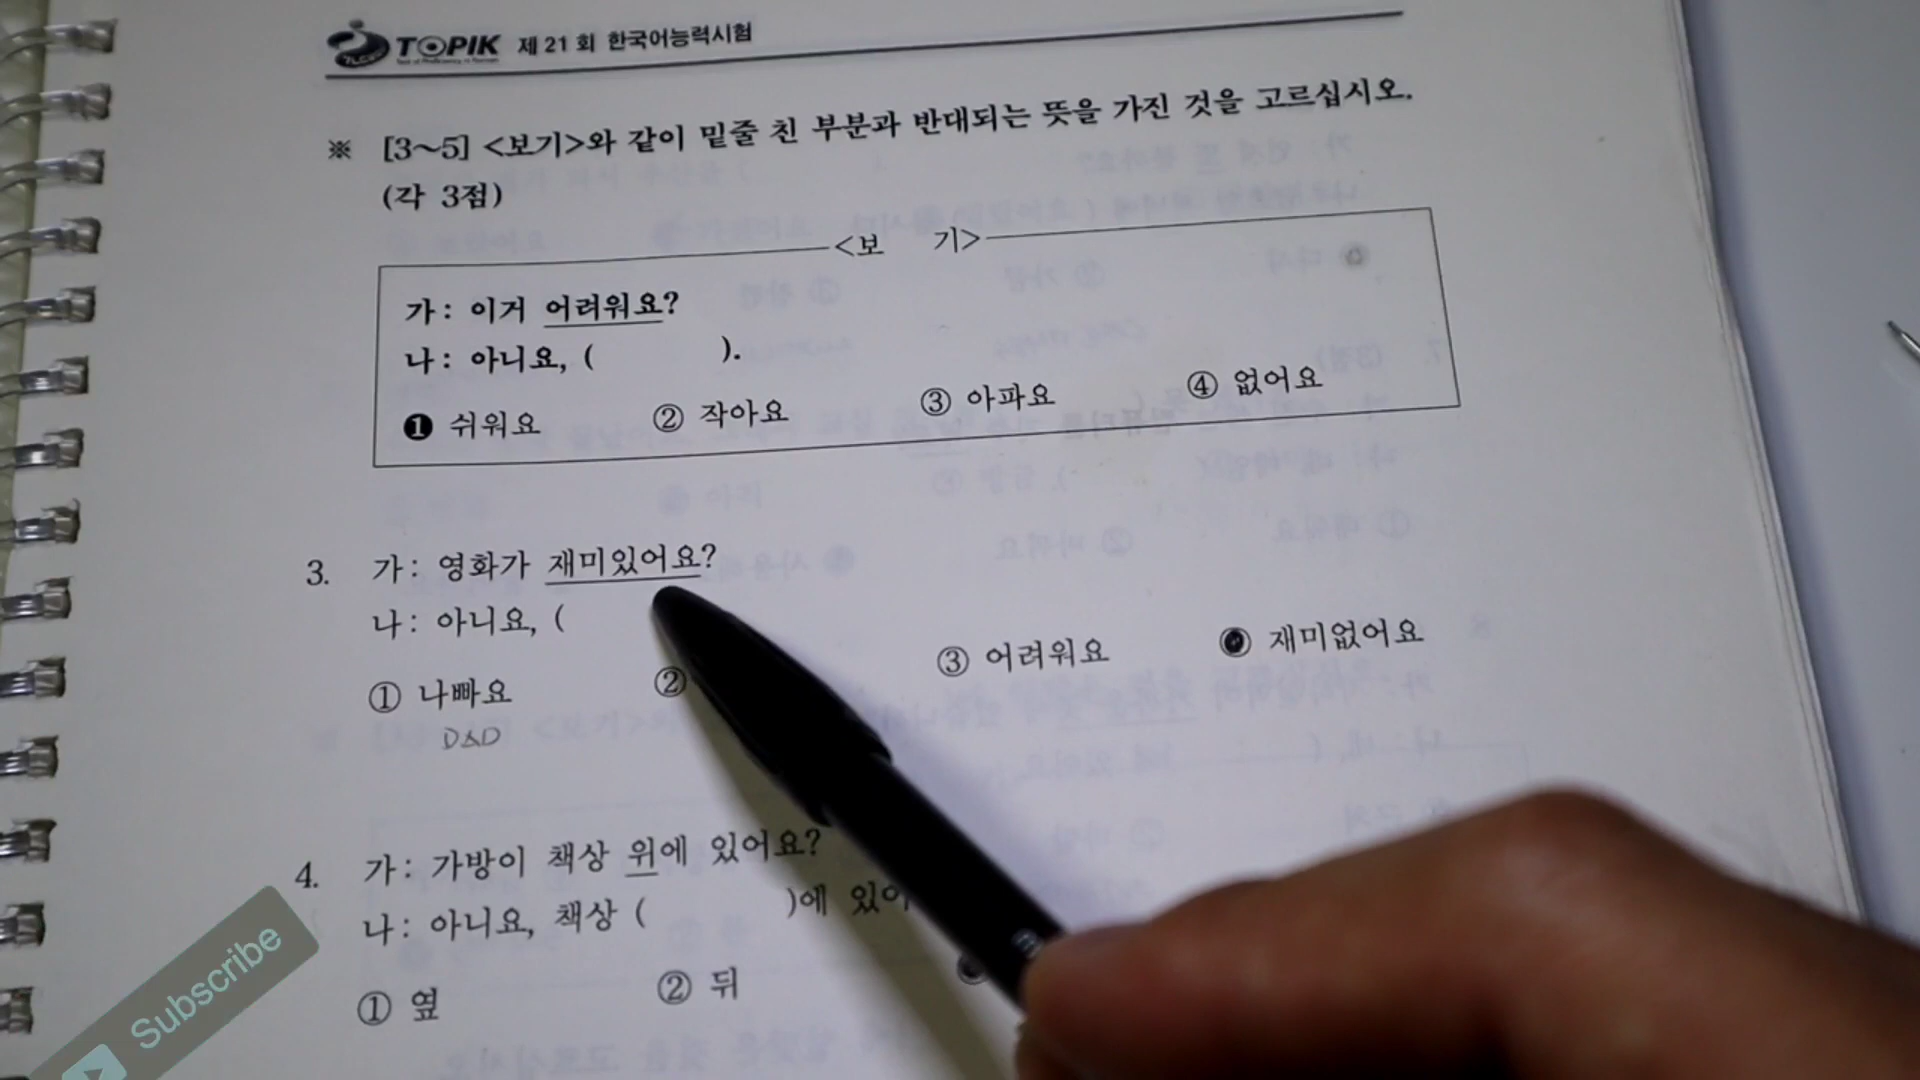 TOPIK 제 21 회 한국어능력시험
※ [3~5] <보기>와 같이 밑줄 친 부분과 반대되는 뜻을 가진 것을 고르십시오.
(각 3점)
<보 기>
가 : 이거 어려워요?
나 : 아니요, ( ).
❶ 쉬워요 ② 작아요 ③ 아파요 ④ 없어요
3. 가 : 영화가 재미있어요?
나 : 아니요, (
① 나빠요 ② ③ 어려워요 재미없어요
4. 가 : 가방이 책상 위에 있어요?
나 : 아니요, 책상 ( )에 있어
① 옆 ② 뒤
Subscribe